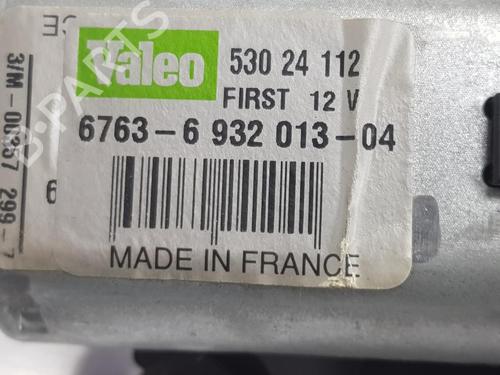 Valeo 530 24 112
FIRST 12 V
6763-6 932 013-04
MADE IN FRANCE
B-PARTS